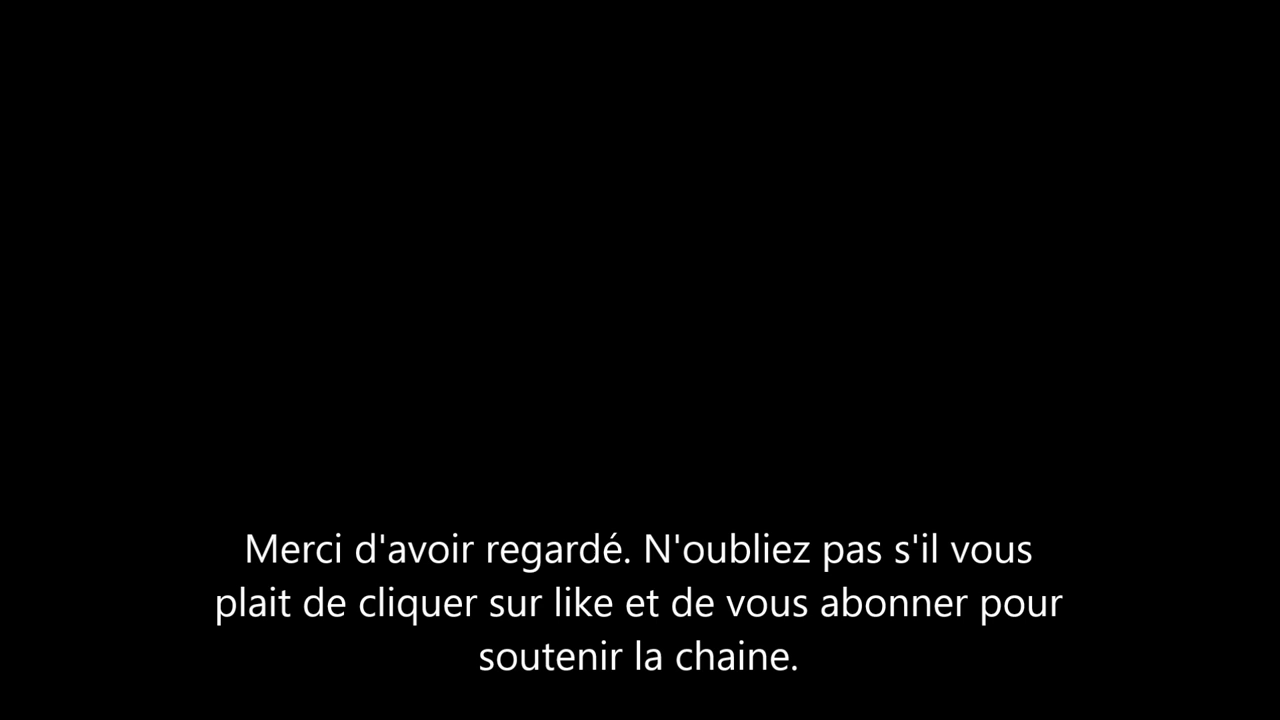 Merci d'avoir regardé. N'oubliez pas s'il vous
plait de cliquer sur like et de vous abonner pour
soutenir la chaine.